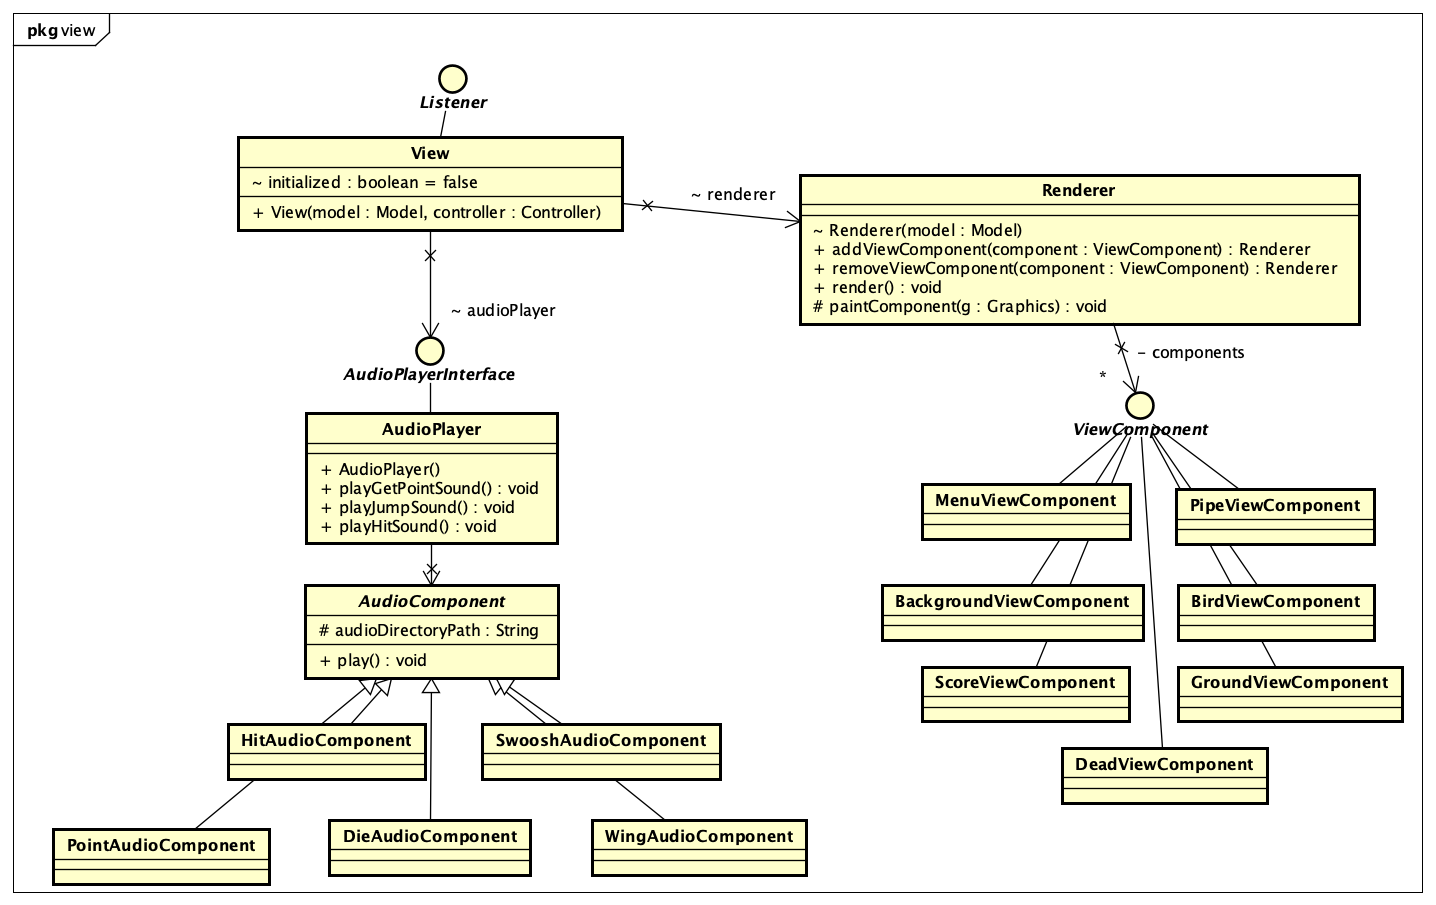 pkg view
Listener
View
~ initialized : boolean = false
+ View(model : Model, controller : Controller)
~ renderer
Renderer
~ Renderer(model : Model)
+ addViewComponent(component : ViewComponent) : Renderer
+ removeViewComponent(component : ViewComponent) : Renderer
+ render() : void
# paintComponent(g : Graphics) : void
~ audioPlayer
AudioPlayerInterface
AudioPlayer
+ AudioPlayer()
+ playGetPointSound() : void
+ playJumpSound() : void
+ playHitSound() : void
AudioComponent
# audioDirectoryPath : String
+ play() : void
HitAudioComponent
SwooshAudioComponent
PointAudioComponent
DieAudioComponent
WingAudioComponent
- components
*
ViewComponent
MenuViewComponent
PipeViewComponent
BackgroundViewComponent
BirdViewComponent
ScoreViewComponent
GroundViewComponent
DeadViewComponent